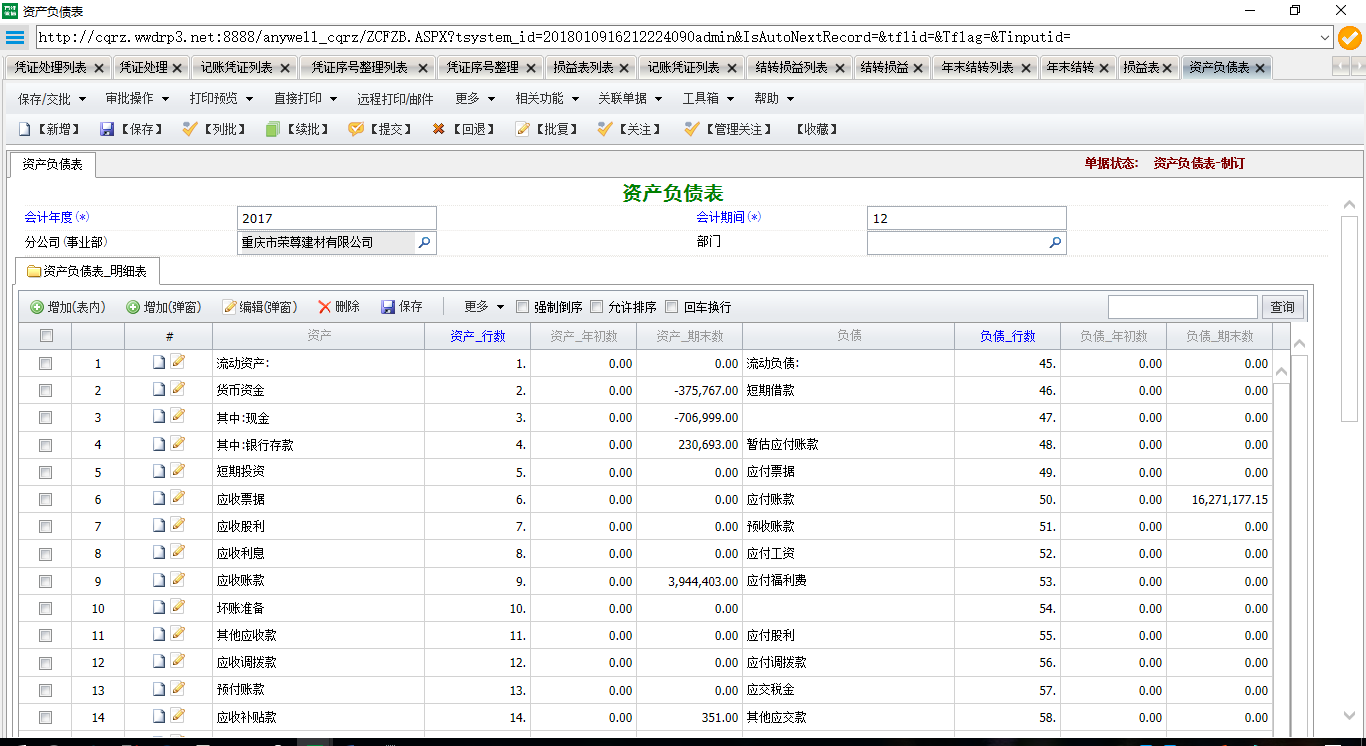 资产负债表
http://cqrz.wwdrp3.net:8888/anywell_cqrz/ZCFZB.ASPX?tsystem_id=2018010916212224090admin&IsAutoNextRecord=&tflid=&Tflag=&Tinputid=
凭证处理列表 凭证处理 记账凭证列表 凭证序号整理列表 凭证序号整理 损益表列表 记账凭证列表 结转损益列表 结转损益 年末结转列表 年末结转 损益表 资产负债表
保存/交批 审批操作 打印预览 直接打印 远程打印/邮件 更多 相关功能 关联单据 工具箱 帮助
【新增】 【保存】 【列批】 【续批】 【提交】 【回退】 【批复】 【关注】 【管理关注】 【收藏】
资产负债表 单据状态: 资产负债表-制订
资产负债表
会计年度(*) 2017 会计期间(*) 12
分公司(事业部) 重庆市荣尊建材有限公司 部门
资产负债表_明细表
增加(表内) 增加(弹窗) 编辑(弹窗) 删除 保存 更多 强制倒序 允许排序 回车换行 查询
# 资产 资产_行数 资产_年初数 资产_期末数 负债 负债_行数 负债_年初数 负债_期末数
1 流动资产: 1. 0.00 0.00 流动负债: 45. 0.00 0.00
2 货币资金 2. 0.00 -375,767.00 短期借款 46. 0.00 0.00
3 其中:现金 3. 0.00 -706,999.00 47. 0.00 0.00
4 其中:银行存款 4. 0.00 230,693.00 暂估应付账款 48. 0.00 0.00
5 短期投资 5. 0.00 0.00 应付票据 49. 0.00 0.00
6 应收票据 6. 0.00 0.00 应付账款 50. 0.00 16,271,177.15
7 应收股利 7. 0.00 0.00 预收账款 51. 0.00 0.00
8 应收利息 8. 0.00 0.00 应付工资 52. 0.00 0.00
9 应收账款 9. 0.00 3,944,403.00 应付福利费 53. 0.00 0.00
10 坏账准备 10. 0.00 0.00 54. 0.00 0.00
11 其他应收款 11. 0.00 0.00 应付股利 55. 0.00 0.00
12 应收调拨款 12. 0.00 0.00 应付调拨款 56. 0.00 0.00
13 预付账款 13. 0.00 0.00 应交税金 57. 0.00 0.00
14 应收补贴款 14. 0.00 351.00 其他应交款 58. 0.00 0.00